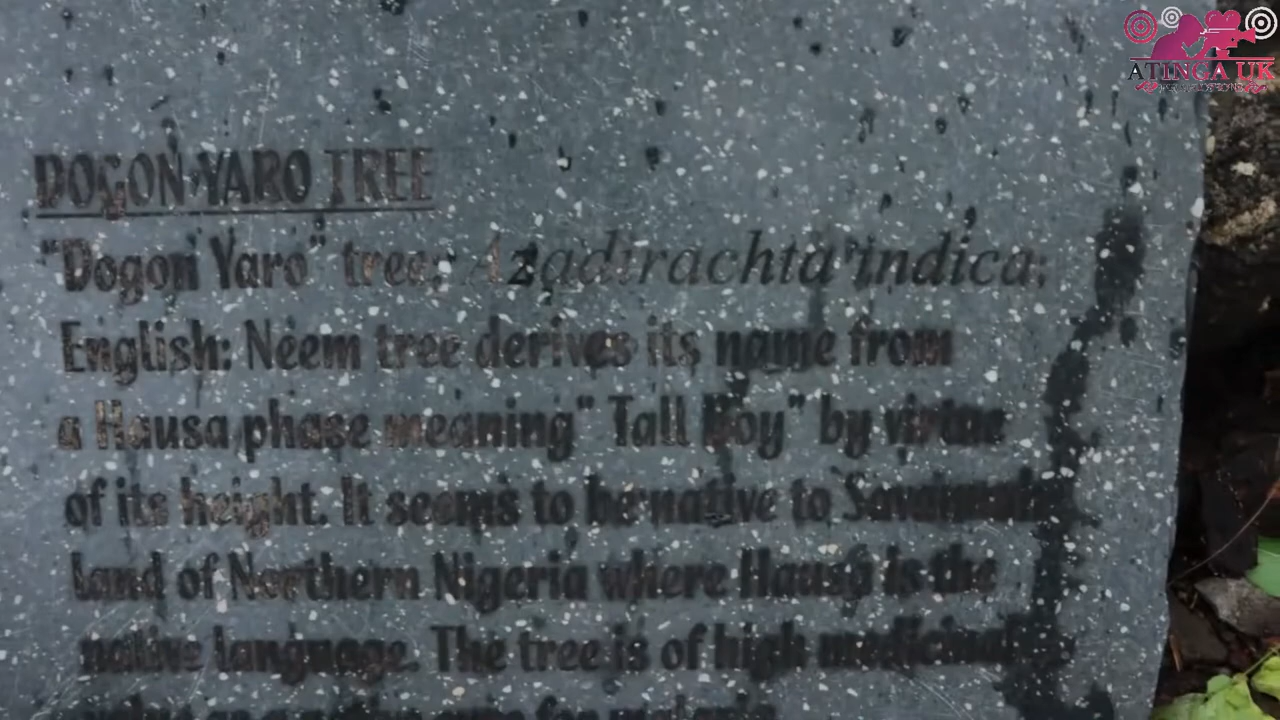 ATINGA UK
DOGON YARO TREE
"Dogon Yaro" tree; Azadirachta indica;
English: Neem tree derives its name from
a Hausa phase meaning" Tall Boy" by virtue
of its height. It seems to be native to Savannah
land of Northern Nigeria where Hausa is the
native language. The tree is of high medicinal